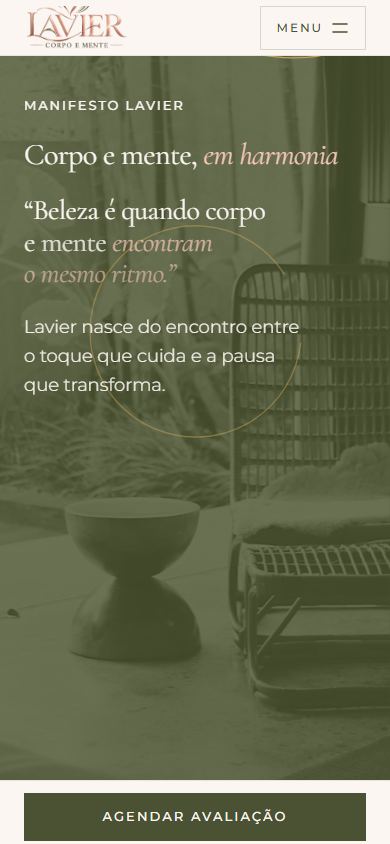 LAVIER
CORPO E MENTE
MENU
MANIFESTO LAVIER
Corpo e mente, em harmonia
“Beleza é quando corpo
e mente encontram
o mesmo ritmo.”
Lavier nasce do encontro entre
o toque que cuida e a pausa
que transforma.
AGENDAR AVALIAÇÃO